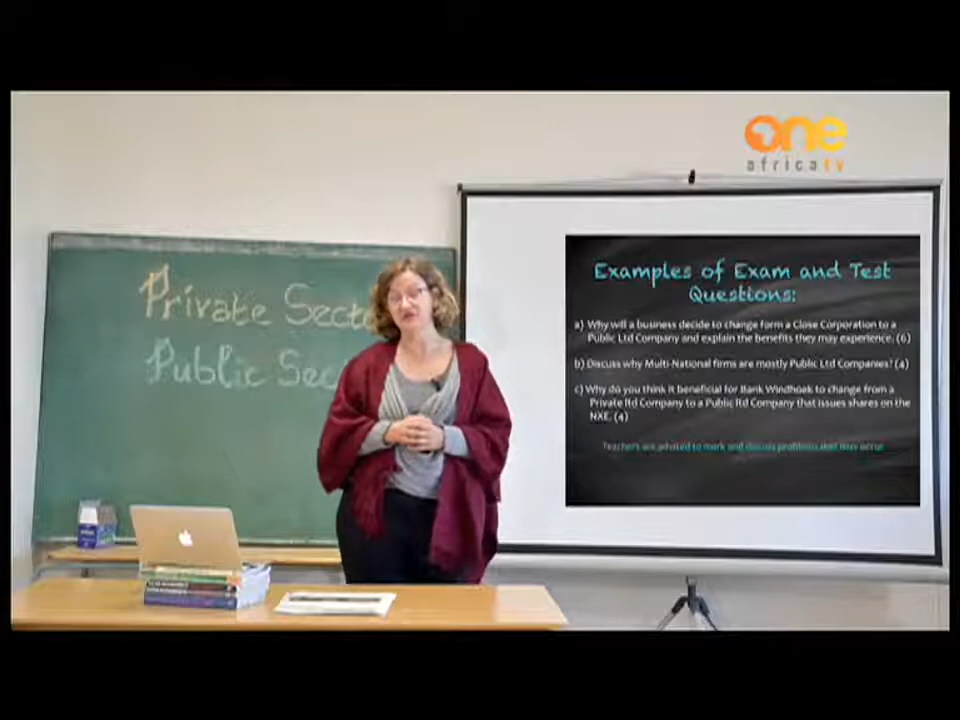 one
africa tv
Private Secto
Public Sec
Examples of Exam and Test
Questions:
a) Why will a business decide to change form a Close Corporation to a
Public Ltd Company and explain the benefits they may experience. (6)
b) Discuss why Multi-National firms are mostly Public Ltd Companies? (4)
c) Why do you think it beneficial for Bank Windhoek to change from a
Private ltd Company to a Public ltd Company that issues shares on the
NXE. (4)
Teachers are advised to mark and discuss problems that may occur